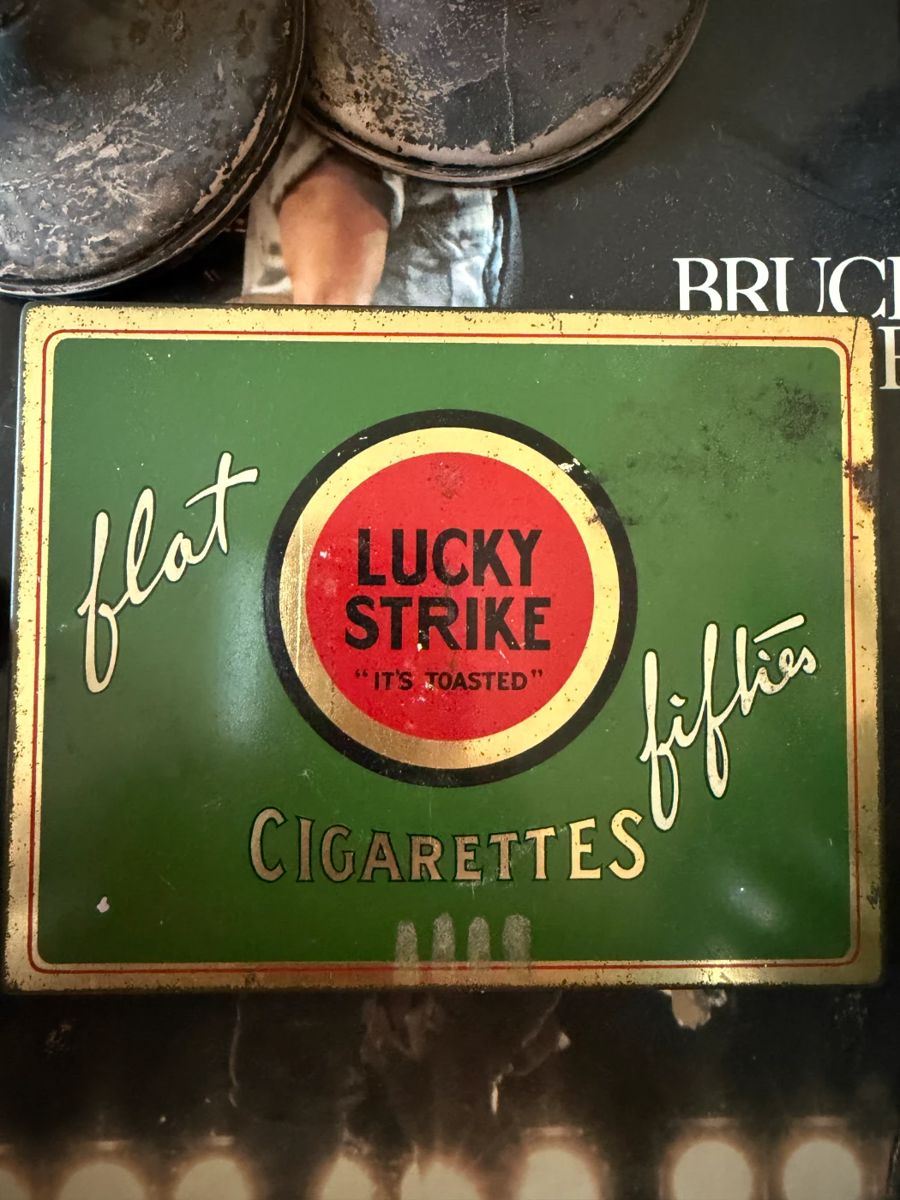 BRUC
flat
LUCKY
STRIKE
"IT'S TOASTED"
fifties
CIGARETTES